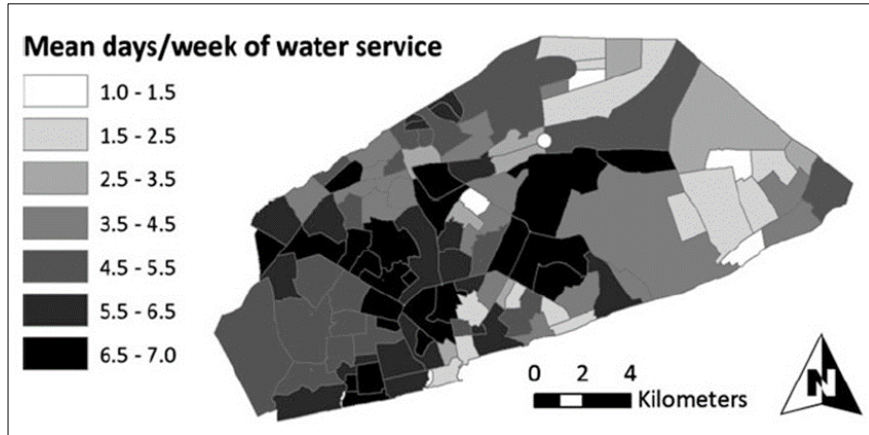 Mean days/week of water service
1.0 - 1.5
1.5 - 2.5
2.5 - 3.5
3.5 - 4.5
4.5 - 5.5
5.5 - 6.5
6.5 - 7.0
0 2 4
Kilometers
N